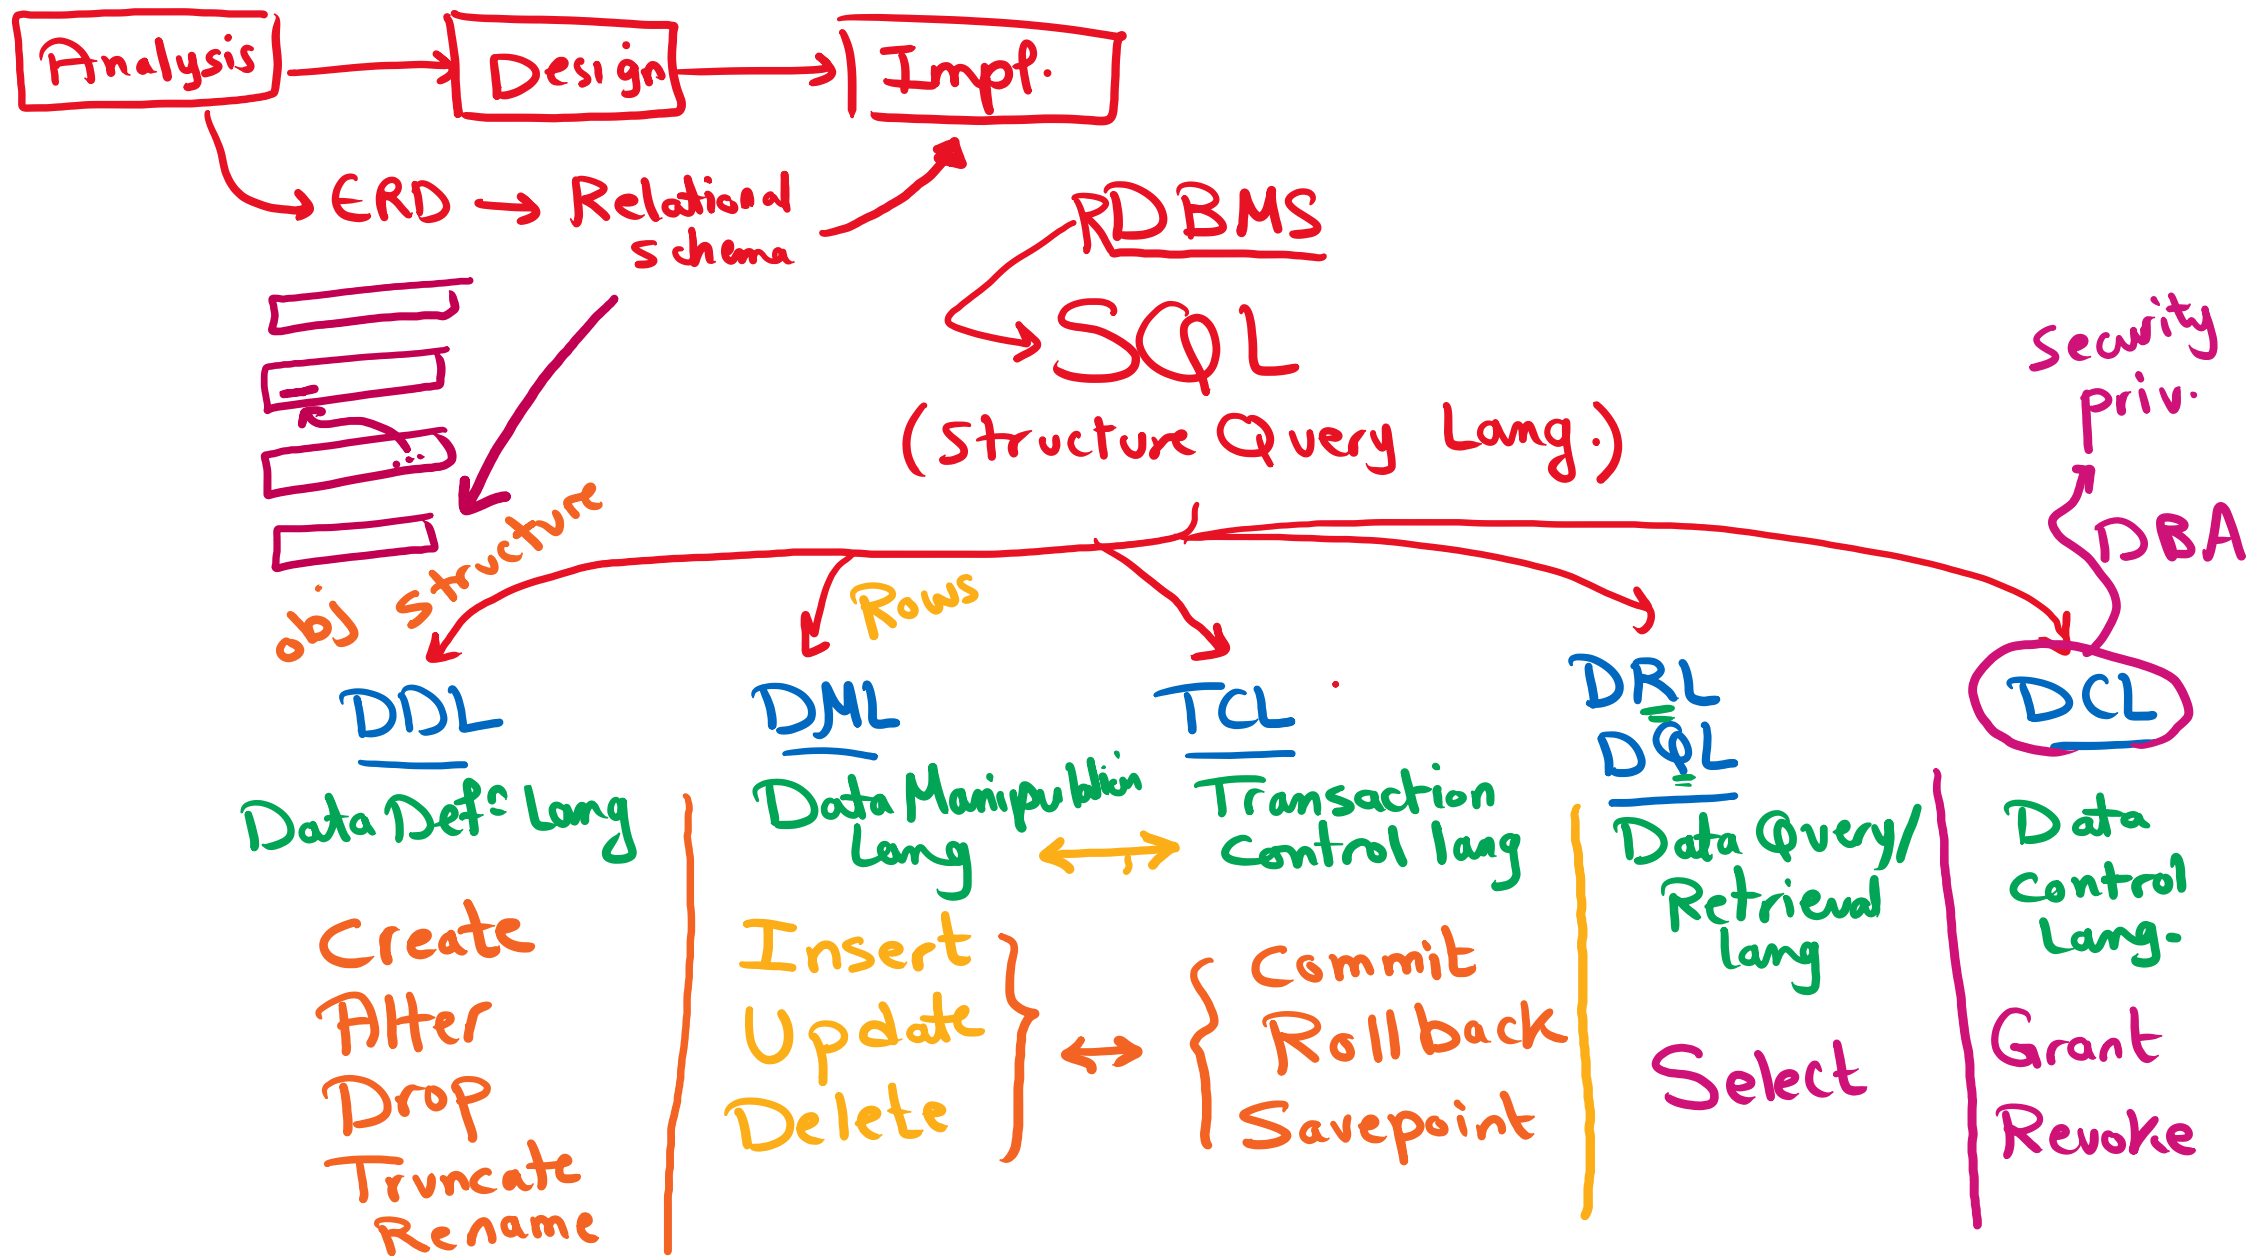 Analysis
Design
Impl.
ERD
Relational
schema
RDBMS
SQL
(Structure Query Lang.)
security
priv.
DBA
obj structure
Rows
DDL
DML
TCL
DRL
DQL
DCL
Data Def: Lang
Data Manipulation
Lang
Transaction
Control lang
Data Query/
Retrieval
lang
Data
Control
Lang.
Create
Alter
Drop
Truncate
Rename
Insert
Update
Delete
Commit
Rollback
Savepoint
Select
Grant
Revoke